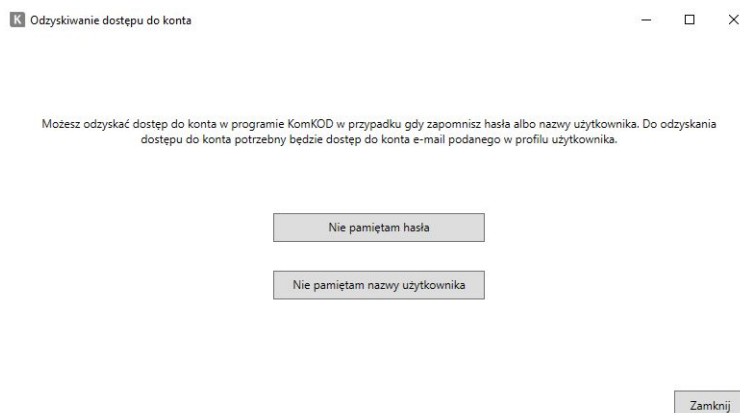 K Odzyskiwanie dostępu do konta
Możesz odzyskać dostęp do konta w programie KomKOD w przypadku gdy zapomnisz hasła albo nazwy użytkownika. Do odzyskania
dostępu do konta potrzebny będzie dostęp do konta e-mail podanego w profilu użytkownika.
Nie pamiętam hasła
Nie pamiętam nazwy użytkownika
Zamknij